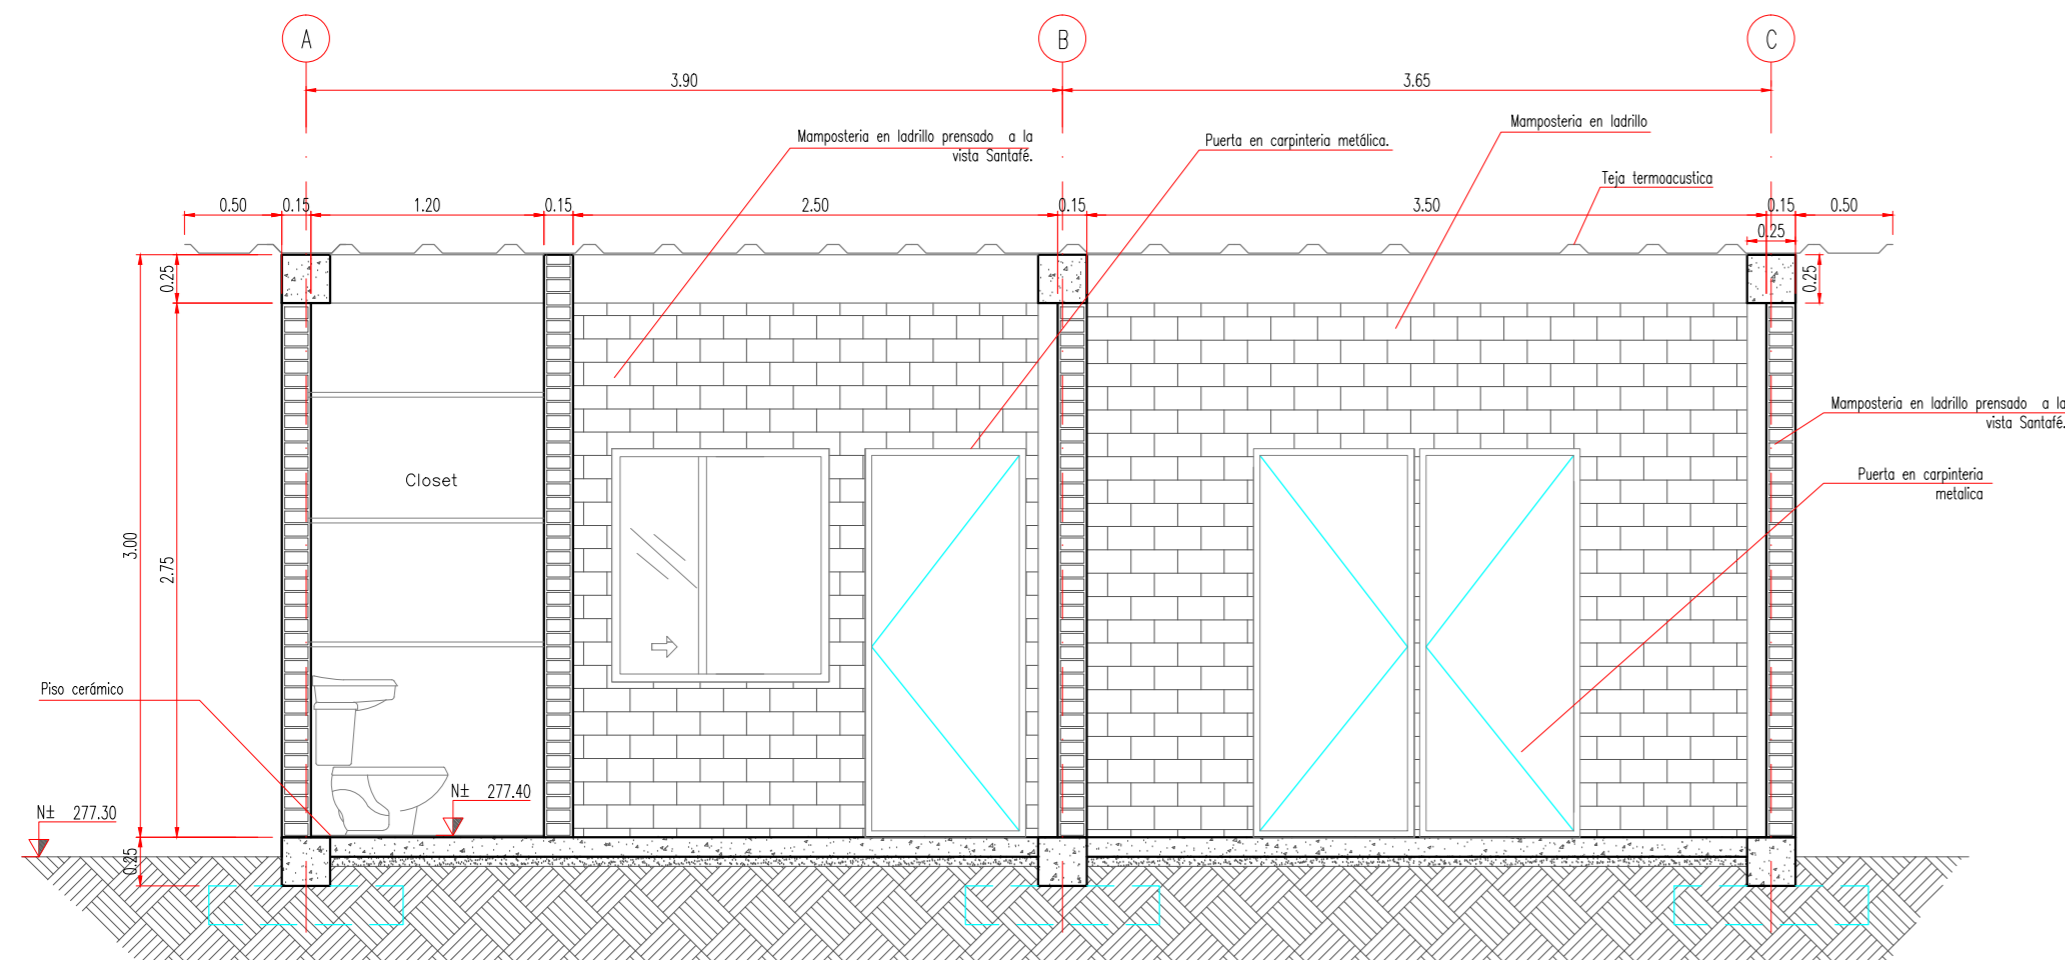 A
B
C
3.90
3.65
Mamposteria en ladrillo prensado a la
vista Santafé.
Puerta en carpinteria metálica.
Mamposteria en ladrillo
Teja termoacustica
0.50
0.15
1.20
0.15
2.50
0.15
3.50
0.15
0.50
0.25
0.25
0.25
Mamposteria en ladrillo prensado a la
vista Santafé.
Closet
Puerta en carpinteria
metalica
3.00
2.75
Piso cerámico
N± 277.40
N± 277.30
0.25